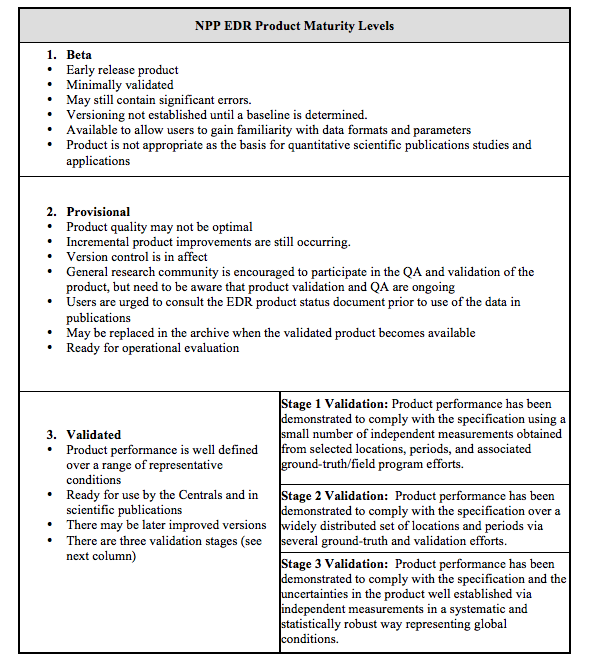 NPP EDR Product Maturity Levels
1. Beta
• Early release product
• Minimally validated
• May still contain significant errors.
• Versioning not established until a baseline is determined.
• Available to allow users to gain familiarity with data formats and parameters
• Product is not appropriate as the basis for quantitative scientific publications studies and
applications
2. Provisional
• Product quality may not be optimal
• Incremental product improvements are still occurring.
• Version control is in affect
• General research community is encouraged to participate in the QA and validation of the
product, but need to be aware that product validation and QA are ongoing
• Users are urged to consult the EDR product status document prior to use of the data in
publications
• May be replaced in the archive when the validated product becomes available
• Ready for operational evaluation
3. Validated
• Product performance is well defined
over a range of representative
conditions
• Ready for use by the Centrals and in
scientific publications
• There may be later improved versions
• There are three validation stages (see
next column)
Stage 1 Validation: Product performance has been
demonstrated to comply with the specification using a
small number of independent measurements obtained
from selected locations, periods, and associated
ground-truth/field program efforts.
Stage 2 Validation: Product performance has been
demonstrated to comply with the specification over a
widely distributed set of locations and periods via
several ground-truth and validation efforts.
Stage 3 Validation: Product performance has been
demonstrated to comply with the specification and the
uncertainties in the product well established via
independent measurements in a systematic and
statistically robust way representing global
conditions.